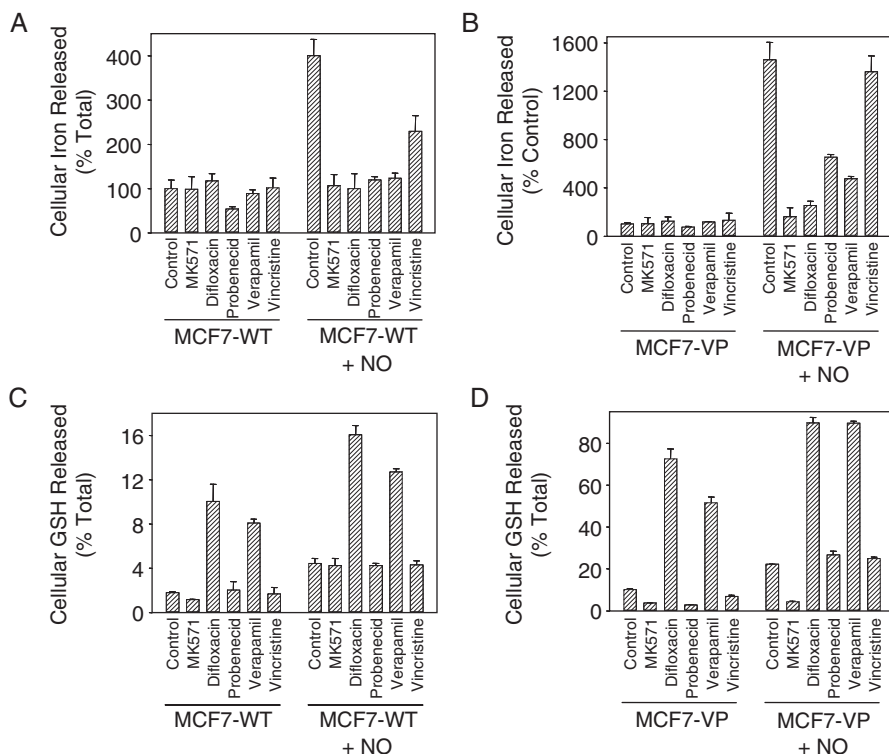 A
Cellular Iron Released
(% Total)
400
300
200
100
0
Control
MK571
Difloxacin
Probenecid
Verapamil
Vincristine
Control
MK571
Difloxacin
Probenecid
Verapamil
Vincristine
MCF7-WT
MCF7-WT
+ NO
B
Cellular Iron Released
(% Control)
1600
1200
800
400
0
Control
MK571
Difloxacin
Probenecid
Verapamil
Vincristine
Control
MK571
Difloxacin
Probenecid
Verapamil
Vincristine
MCF7-VP
MCF7-VP
+ NO
C
Cellular GSH Released
(% Total)
16
12
8
4
0
Control
MK571
Difloxacin
Probenecid
Verapamil
Vincristine
Control
MK571
Difloxacin
Probenecid
Verapamil
Vincristine
MCF7-WT
MCF7-WT
+ NO
D
Cellular GSH Released
(% Total)
80
60
40
20
0
Control
MK571
Difloxacin
Probenecid
Verapamil
Vincristine
Control
MK571
Difloxacin
Probenecid
Verapamil
Vincristine
MCF7-VP
MCF7-VP
+ NO